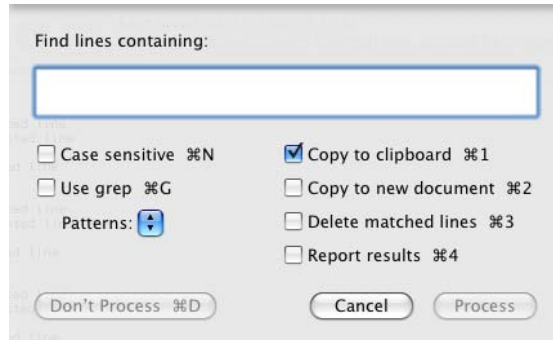 Find lines containing:
Case sensitive ⌘N
Copy to clipboard ⌘1
Use grep ⌘G
Copy to new document ⌘2
Patterns:
Delete matched lines ⌘3
Report results ⌘4
Don't Process ⌘D
Cancel
Process